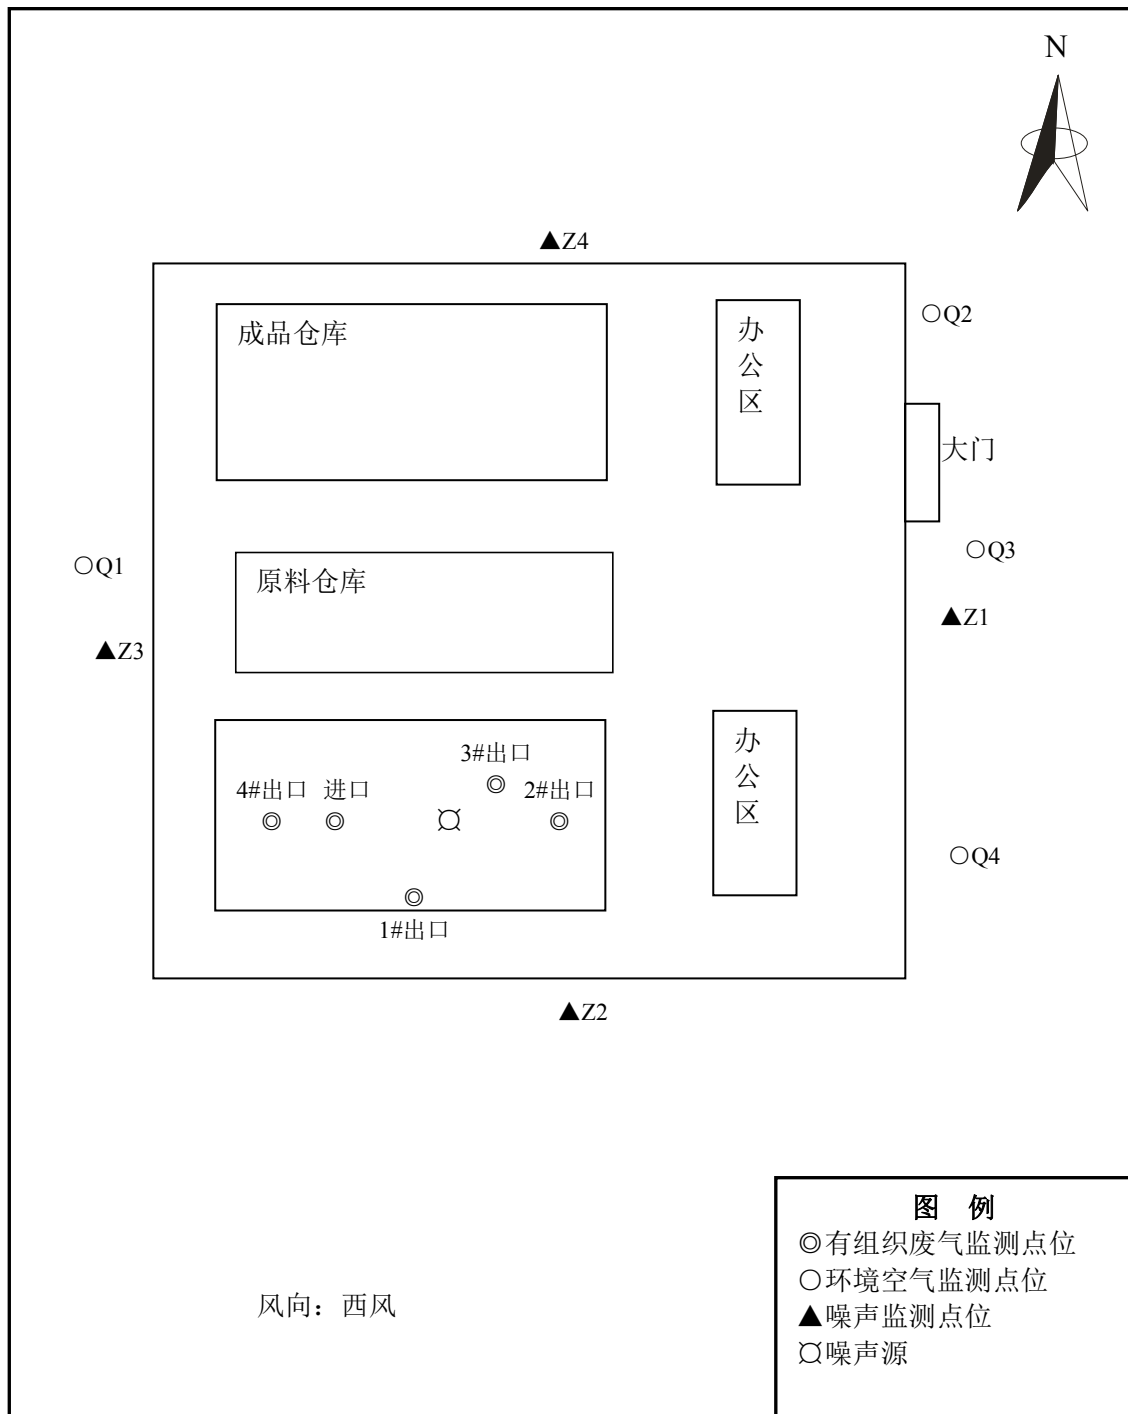 N
▲Z4
成品仓库
办
公
区
○Q2
大门
○Q1
原料仓库
○Q3
▲Z1
▲Z3
3#出口
4#出口 进口
2#出口
办
公
区
○Q4
1#出口
▲Z2
图 例
◎有组织废气监测点位
○环境空气监测点位
▲噪声监测点位
¤噪声源
风向：西风